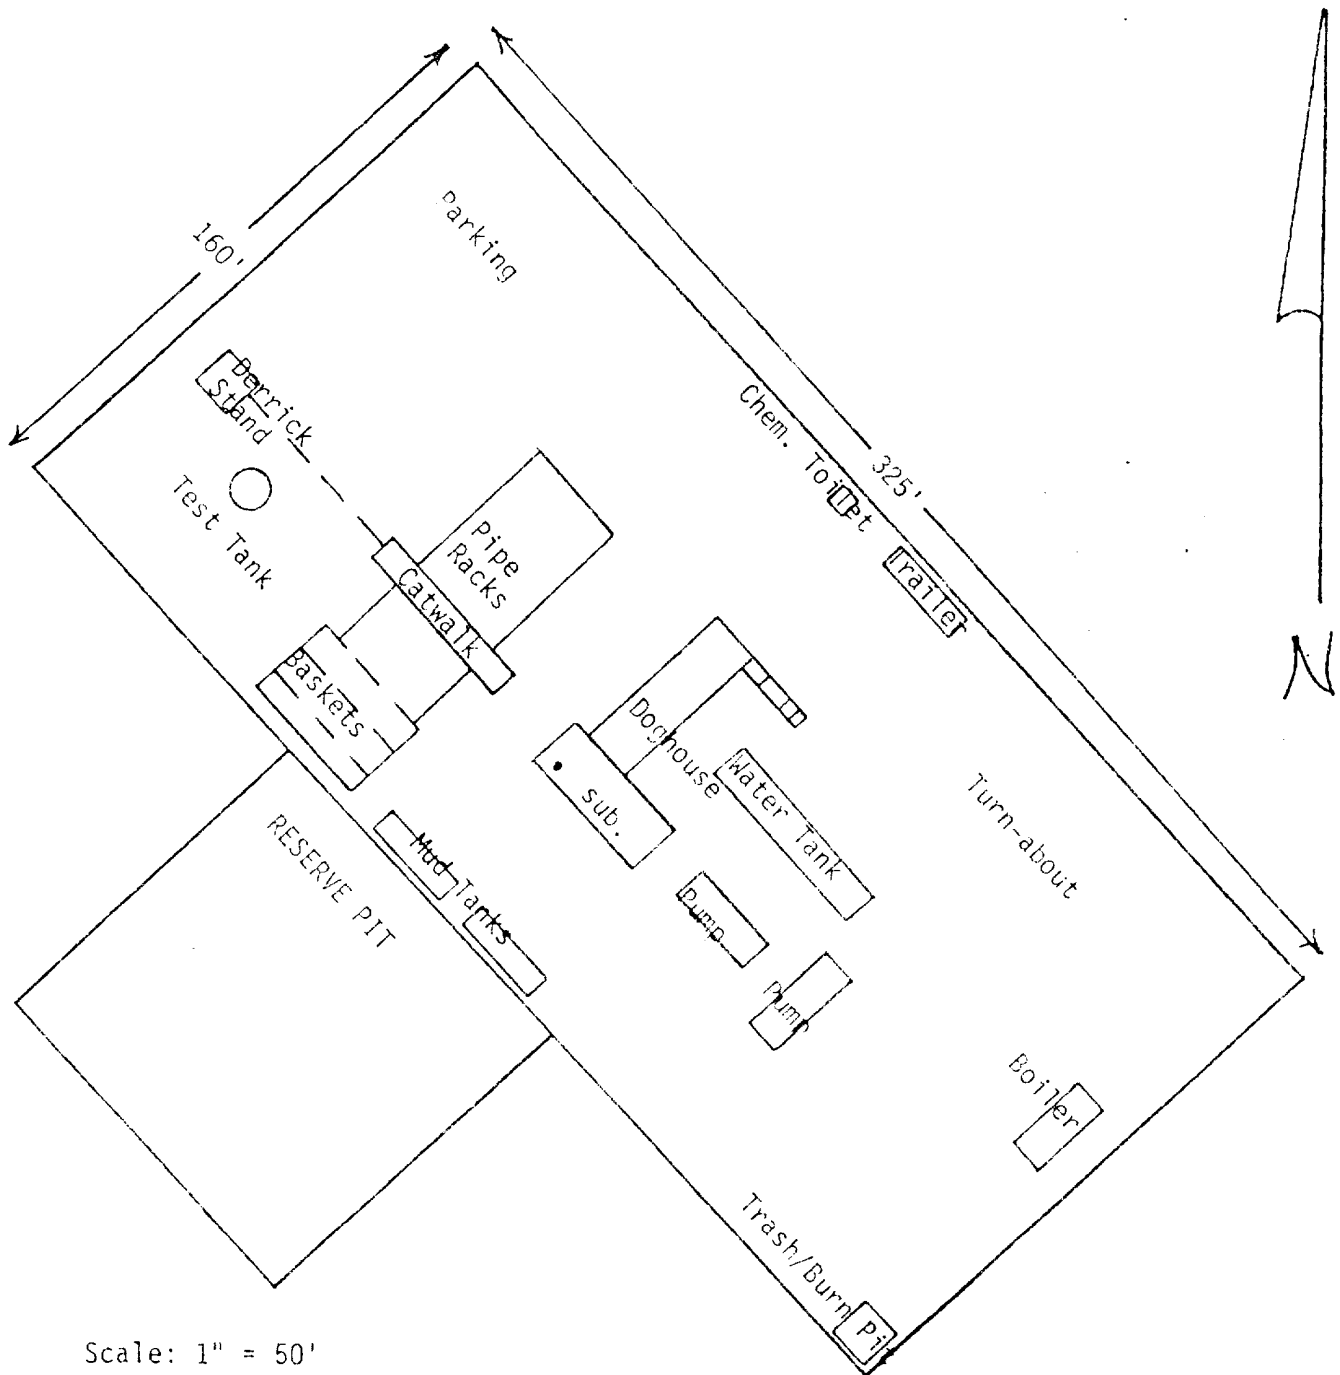 160'
Parking
325'
Derrick
Stand
Chem. Toilet
Test Tank
Pipe
Racks
Trailer
Catwalk
Baskets
N
Doghouse
Water Tank
sub.
Turn-about
RESERVE PIT
Mud Tanks
Pump
Pump
Boiler
Trash/Burn Pi
Scale: 1" = 50'